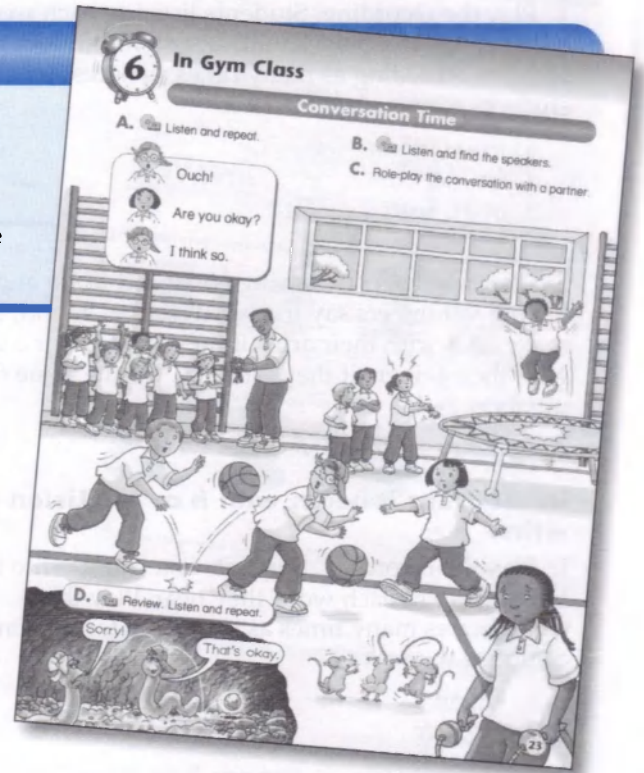 6
In Gym Class
Conversation Time
A. Listen and repeat.
Ouch!
Are you okay?
I think so.
B. Listen and find the speakers.
C. Role-play the conversation with a partner.
D. Review. Listen and repeat.
Sorry!
That's okay.
23